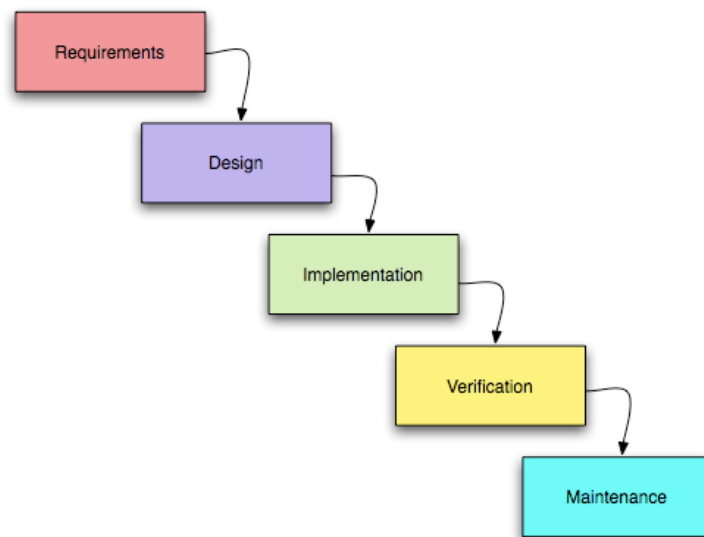 Requirements
Design
Implementation
Verification
Maintenance